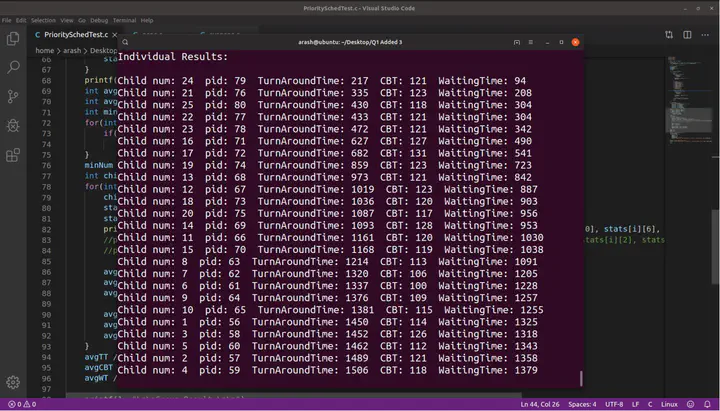 PrioritySchedTest.c - Visual Studio Code
File Edit Selection View Go Debug Terminal Help
C PrioritySchedTest.c
home > arash > Desktop
arash@ubuntu: ~/Desktop/Q1 Added 3
Individual Results:
Child num: 24 pid: 79 TurnAroundTime: 217 CBT: 121 WaitingTime: 94
Child num: 21 pid: 76 TurnAroundTime: 335 CBT: 123 WaitingTime: 208
Child num: 25 pid: 80 TurnAroundTime: 430 CBT: 118 WaitingTime: 304
Child num: 22 pid: 77 TurnAroundTime: 433 CBT: 121 WaitingTime: 304
Child num: 23 pid: 78 TurnAroundTime: 472 CBT: 121 WaitingTime: 342
Child num: 16 pid: 71 TurnAroundTime: 627 CBT: 127 WaitingTime: 490
Child num: 17 pid: 72 TurnAroundTime: 682 CBT: 131 WaitingTime: 541
Child num: 19 pid: 74 TurnAroundTime: 859 CBT: 123 WaitingTime: 723
Child num: 13 pid: 68 TurnAroundTime: 973 CBT: 121 WaitingTime: 842
Child num: 12 pid: 67 TurnAroundTime: 1019 CBT: 123 WaitingTime: 887
Child num: 18 pid: 73 TurnAroundTime: 1036 CBT: 120 WaitingTime: 903
Child num: 20 pid: 75 TurnAroundTime: 1087 CBT: 117 WaitingTime: 956
Child num: 14 pid: 69 TurnAroundTime: 1093 CBT: 128 WaitingTime: 953
Child num: 11 pid: 66 TurnAroundTime: 1161 CBT: 120 WaitingTime: 1030
Child num: 15 pid: 70 TurnAroundTime: 1168 CBT: 119 WaitingTime: 1038
Child num: 8 pid: 63 TurnAroundTime: 1214 CBT: 113 WaitingTime: 1091
Child num: 7 pid: 62 TurnAroundTime: 1320 CBT: 106 WaitingTime: 1205
Child num: 6 pid: 61 TurnAroundTime: 1337 CBT: 100 WaitingTime: 1228
Child num: 9 pid: 64 TurnAroundTime: 1376 CBT: 109 WaitingTime: 1257
Child num: 10 pid: 65 TurnAroundTime: 1381 CBT: 115 WaitingTime: 1255
Child num: 1 pid: 56 TurnAroundTime: 1450 CBT: 114 WaitingTime: 1325
Child num: 3 pid: 58 TurnAroundTime: 1452 CBT: 126 WaitingTime: 1318
Child num: 5 pid: 60 TurnAroundTime: 1462 CBT: 112 WaitingTime: 1343
Child num: 2 pid: 57 TurnAroundTime: 1489 CBT: 121 WaitingTime: 1358
Child num: 4 pid: 59 TurnAroundTime: 1506 CBT: 118 WaitingTime: 1379
66 sta
67 }
68 printf(
69 int avg
70 int avg
71 int min
72 for(int
73 if(
74
75 }
76 minNum
77 int chi
78 for(int
79 chi
80 sta
81 sta
82 pri 0], stats[i][6],
83 //p tats[i][2], stats
84 //p
85
86 avg
87
88
89 avg
90
91 avg
92 avg
93 }
94 avgTT /
95 avgCBT
96 avgWT /
0 0
Ln 44, Col 26 Spaces: 4 UTF-8 LF C Linux